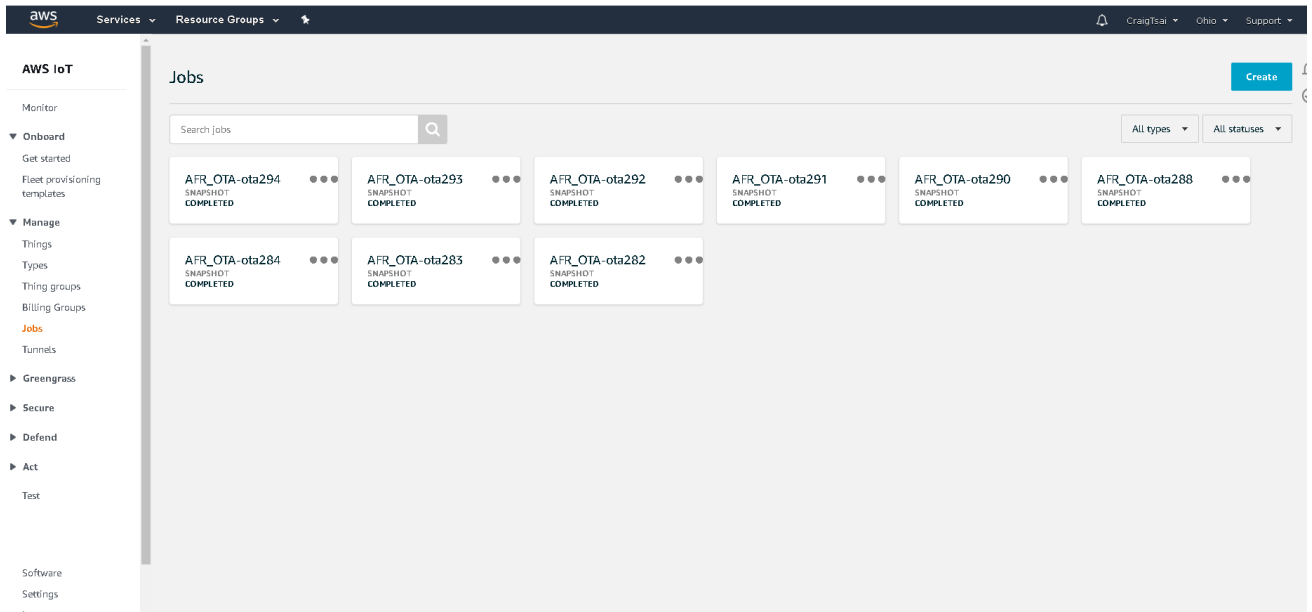 aws Services Resource Groups CraigTsai Ohio Support
AWS IoT
Monitor
Onboard
Get started
Fleet provisioning
templates
Manage
Things
Types
Thing groups
Billing Groups
Jobs
Tunnels
Greengrass
Secure
Defend
Act
Test
Software
Settings
Jobs
Create
Search jobs
All types
All statuses
AFR_OTA-ota294
SNAPSHOT
COMPLETED
AFR_OTA-ota293
SNAPSHOT
COMPLETED
AFR_OTA-ota292
SNAPSHOT
COMPLETED
AFR_OTA-ota291
SNAPSHOT
COMPLETED
AFR_OTA-ota290
SNAPSHOT
COMPLETED
AFR_OTA-ota288
SNAPSHOT
COMPLETED
AFR_OTA-ota284
SNAPSHOT
COMPLETED
AFR_OTA-ota283
SNAPSHOT
COMPLETED
AFR_OTA-ota282
SNAPSHOT
COMPLETED